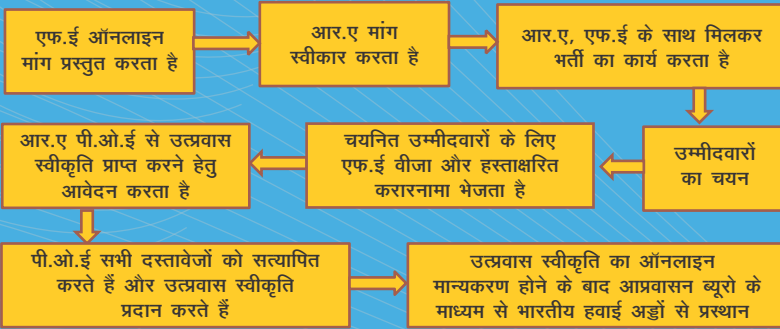 एफ.ई ऑनलाइन
मांग प्रस्तुत करता है
आर.ए मांग
स्वीकार करता है
आर.ए, एफ.ई के साथ मिलकर
भर्ती का कार्य करता है
उम्मीदवारों
का चयन
चयनित उम्मीदवारों के लिए
एफ.ई वीजा और हस्ताक्षरित
करारनामा भेजता है
आर.ए पी.ओ.ई से उत्प्रवास
स्वीकृति प्राप्त करने हेतु
आवेदन करता है
पी.ओ.ई सभी दस्तावेजों को सत्यापित
करते हैं और उत्प्रवास स्वीकृति
प्रदान करते हैं
उत्प्रवास स्वीकृति का ऑनलाइन
मान्यकरण होने के बाद आप्रवासन ब्यूरो के
माध्यम से भारतीय हवाई अड्डों से प्रस्थान